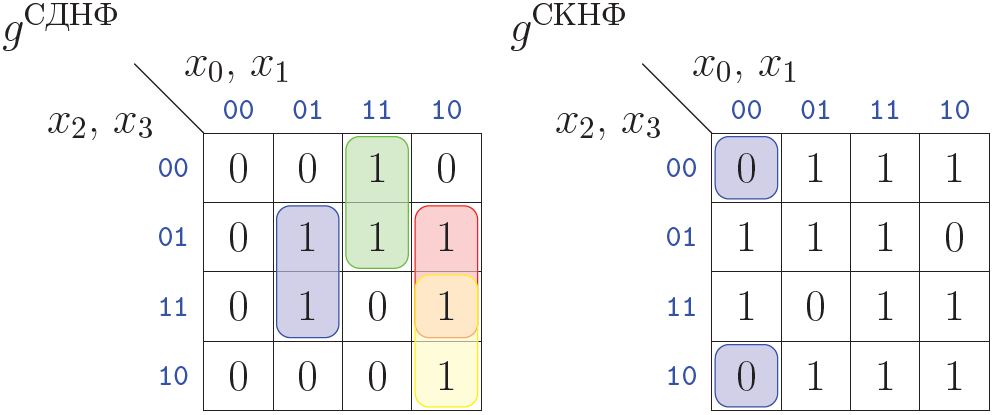 g^СДНФ g^СКНФ
x₀, x₁ x₀, x₁
x₂, x₃ 00 01 11 10 x₂, x₃ 00 01 11 10
00 0 0 1 0 00 0 1 1 1
01 0 1 1 1 01 1 1 1 0
11 0 1 0 1 11 1 0 1 1
10 0 0 0 1 10 0 1 1 1